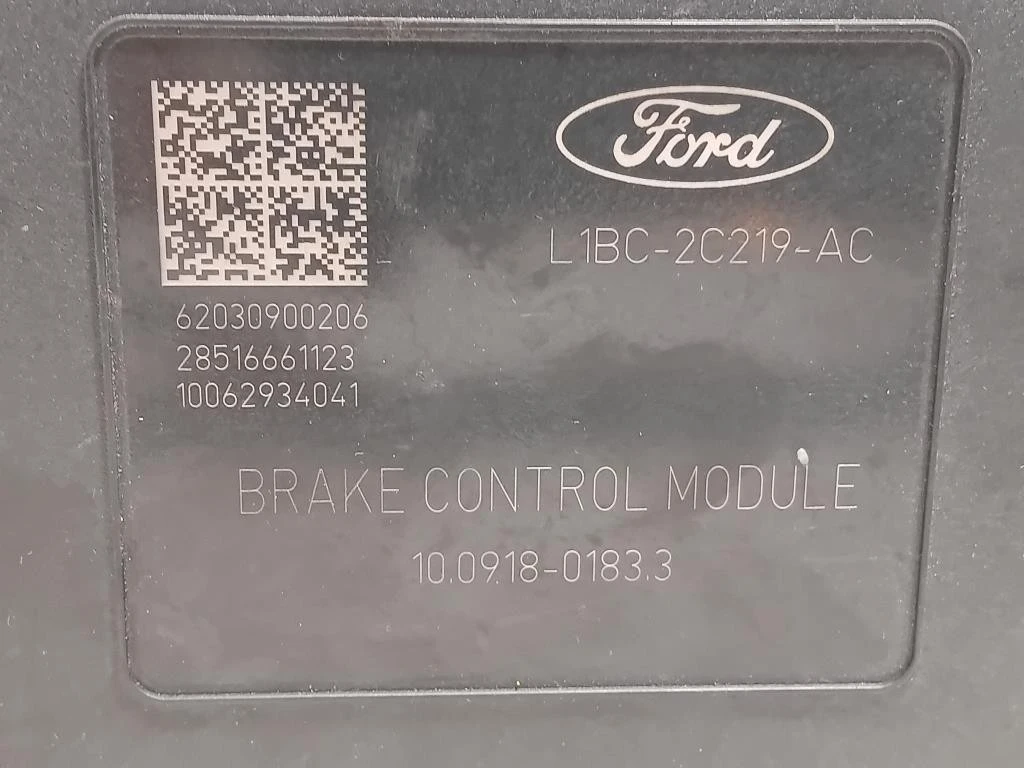 Ford
L1BC-2C219-AC
62030900206
28516661123
10062934041
BRAKE CONTROL MODULE
10.0918-0183.3